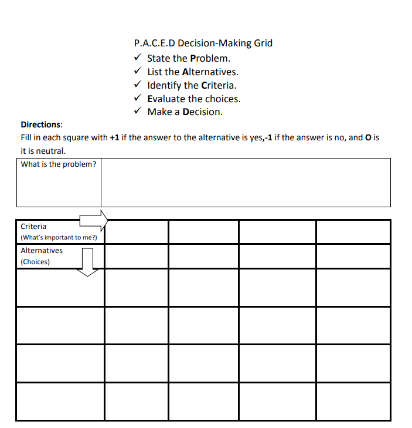 P.A.C.E.D Decision-Making Grid
✓ State the Problem.
✓ List the Alternatives.
✓ Identify the Criteria.
✓ Evaluate the choices.
✓ Make a Decision.
Directions:
Fill in each square with +1 if the answer to the alternative is yes,-1 if the answer is no, and O is
it is neutral.
What is the problem?
Criteria
(What's important to me?)
Alternatives
(Choices)